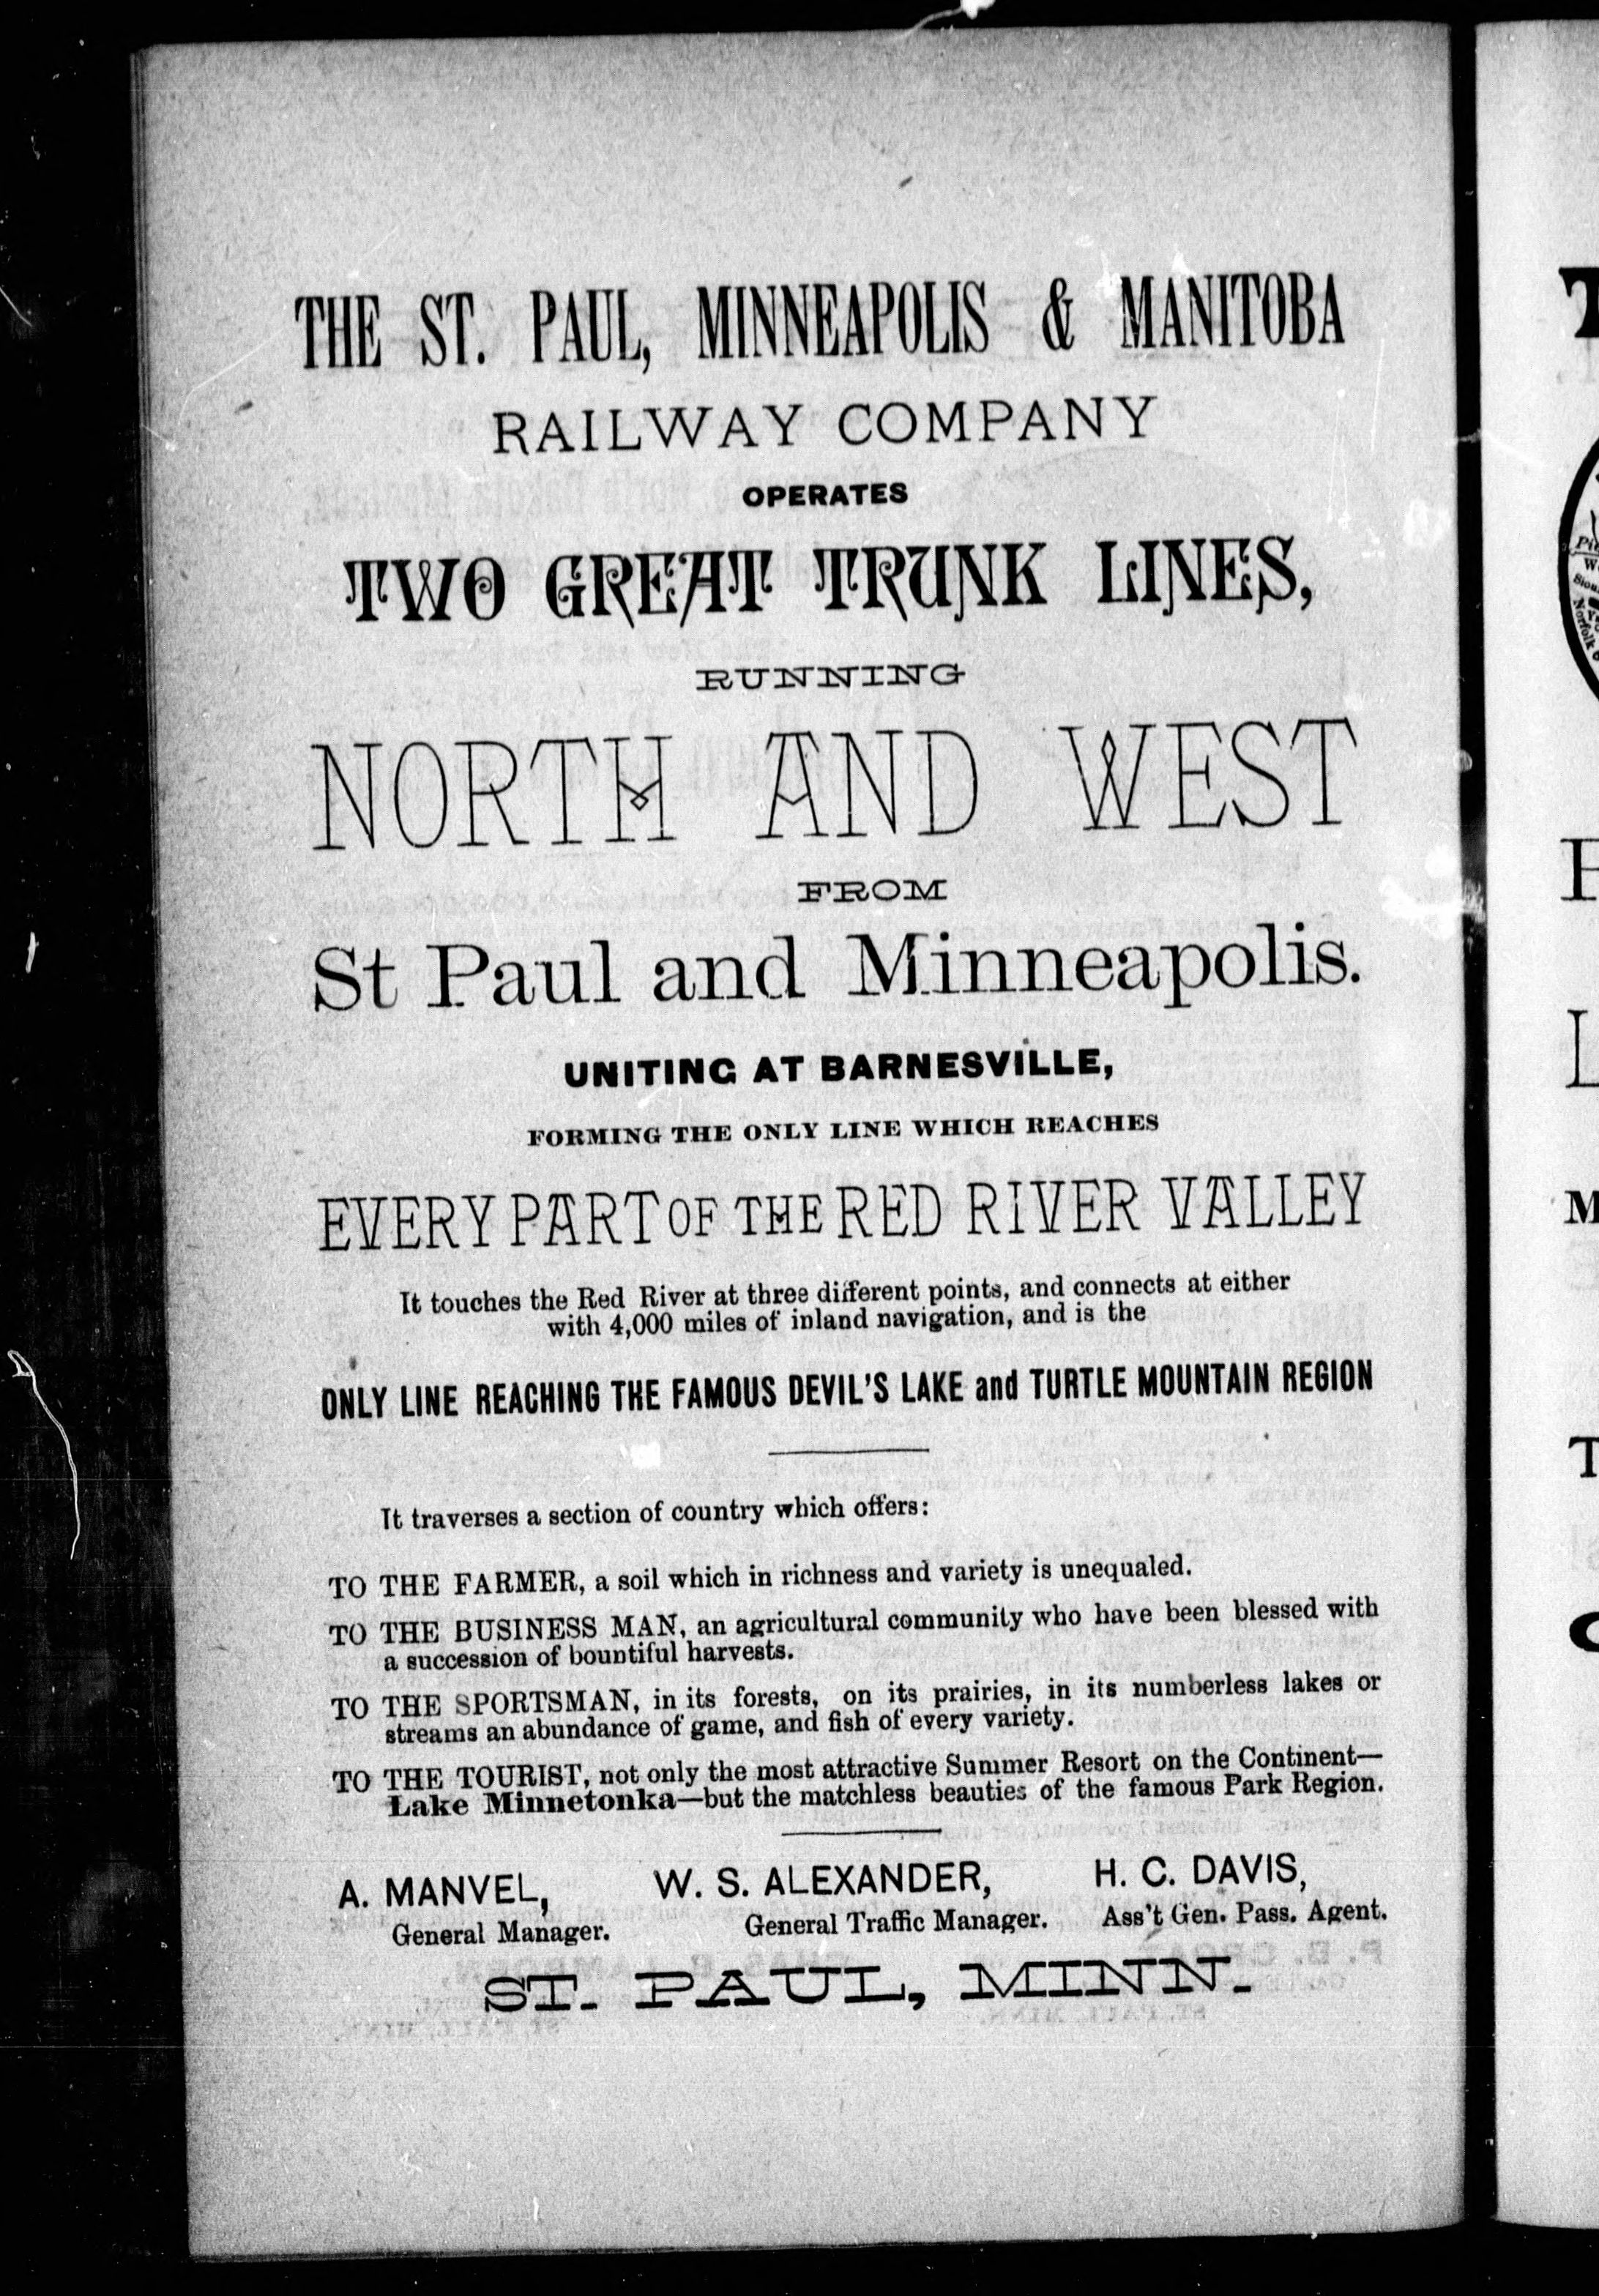 THE ST. PAUL, MINNEAPOLIS & MANITOBA
RAILWAY COMPANY
OPERATES
TWO GREAT TRUNK LINES,
RUNNING
NORTH AND WEST
FROM
St Paul and Minneapolis.
UNITING AT BARNESVILLE,
FORMING THE ONLY LINE WHICH REACHES
EVERY PART OF THE RED RIVER VALLEY
It touches the Red River at three different points, and connects at either
with 4,000 miles of inland navigation, and is the
ONLY LINE REACHING THE FAMOUS DEVIL'S LAKE and TURTLE MOUNTAIN REGION
It traverses a section of country which offers:
TO THE FARMER, a soil which in richness and variety is unequaled.
TO THE BUSINESS MAN, an agricultural community who have been blessed with
a succession of bountiful harvests.
TO THE SPORTSMAN, in its forests, on its prairies, in its numberless lakes or
streams an abundance of game, and fish of every variety.
TO THE TOURIST, not only the most attractive Summer Resort on the Continent—
Lake Minnetonka—but the matchless beauties of the famous Park Region.
A. MANVEL, W. S. ALEXANDER, H. C. DAVIS,
General Manager. General Traffic Manager. Ass't Gen. Pass. Agent.
ST. PAUL, MINN.